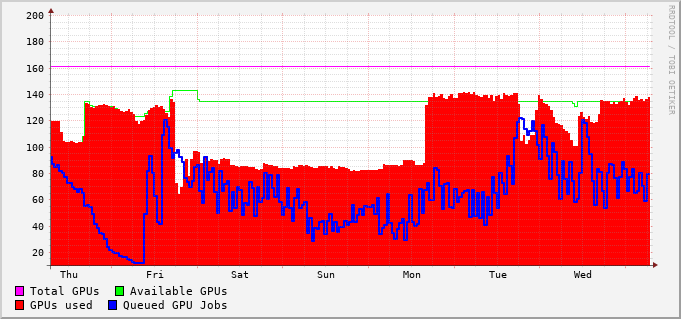 200
180
160
140
120
100
80
60
40
20
Thu Fri Sat Sun Mon Tue Wed
Total GPUs Available GPUs
GPUs used Queued GPU Jobs
RRDTOOL / TOBI OETIKER